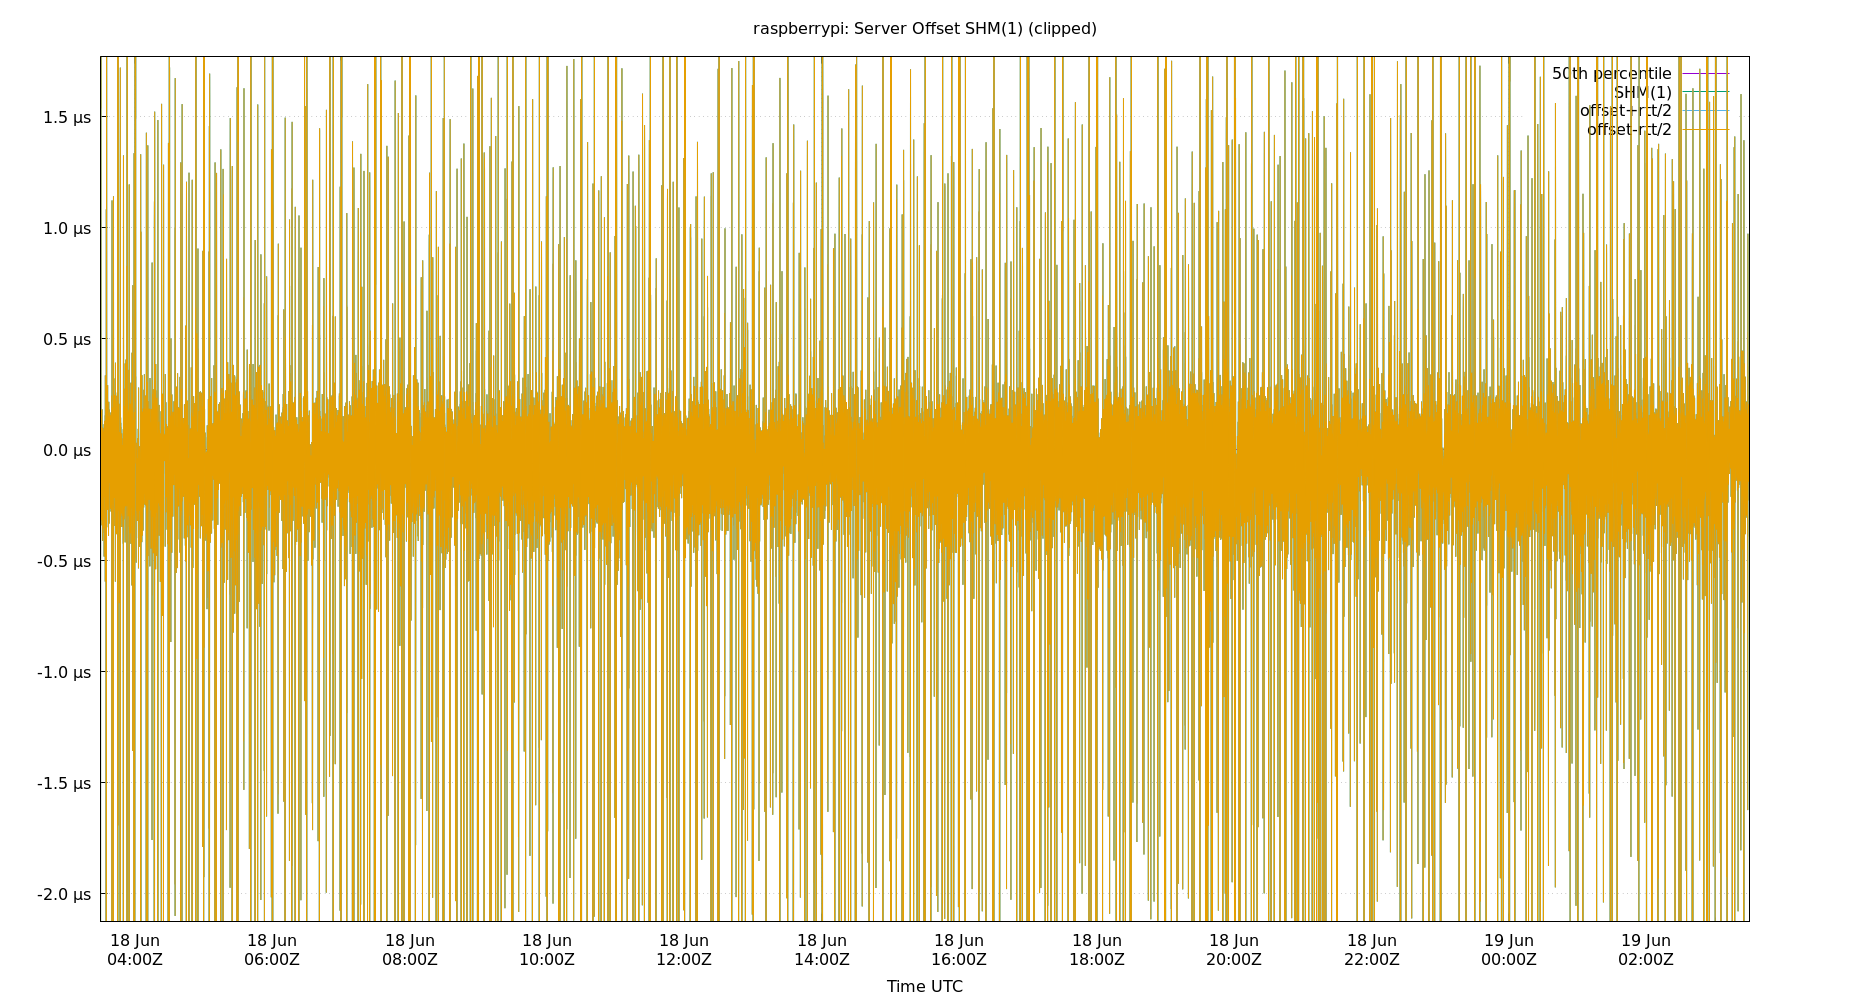 raspberrypi: Server Offset SHM(1) (clipped)
50th percentile
SHM(1)
offset+rtt/2
offset-rtt/2
1.5 µs
1.0 µs
0.5 µs
0.0 µs
-0.5 µs
-1.0 µs
-1.5 µs
-2.0 µs
18 Jun 18 Jun 18 Jun 18 Jun 18 Jun 18 Jun 18 Jun 18 Jun 18 Jun 18 Jun 19 Jun 19 Jun
04:00Z 06:00Z 08:00Z 10:00Z 12:00Z 14:00Z 16:00Z 18:00Z 20:00Z 22:00Z 00:00Z 02:00Z
Time UTC